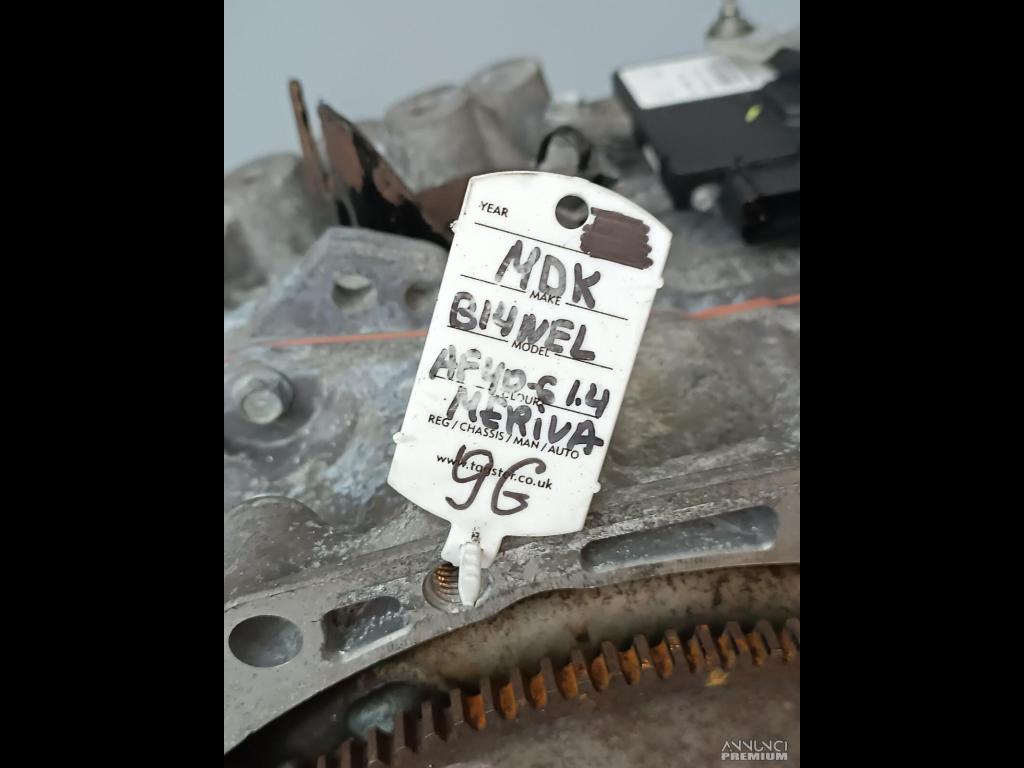 YEAR
MDK
MAKE
B14NEL
MODEL
AF40-6 1.4
COLOUR
MERIVA
REG / CHASSIS / MAN / AUTO
www.tagster.co.uk
9G
ANNUNCI
PREMIUM